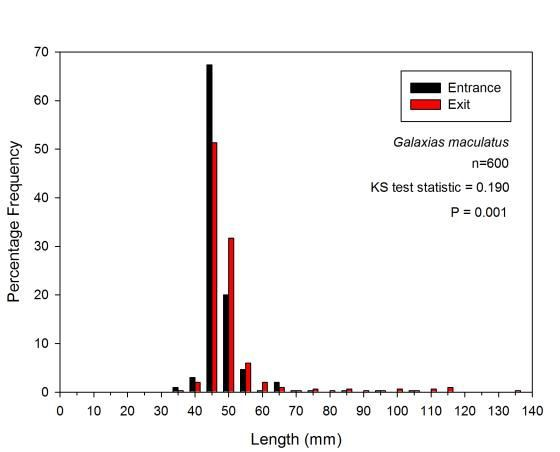 70
60
50
40
30
20
10
0
Percentage Frequency
Entrance
Exit
Galaxias maculatus
n=600
KS test statistic = 0.190
P = 0.001
0 10 20 30 40 50 60 70 80 90 100 110 120 130 140
Length (mm)